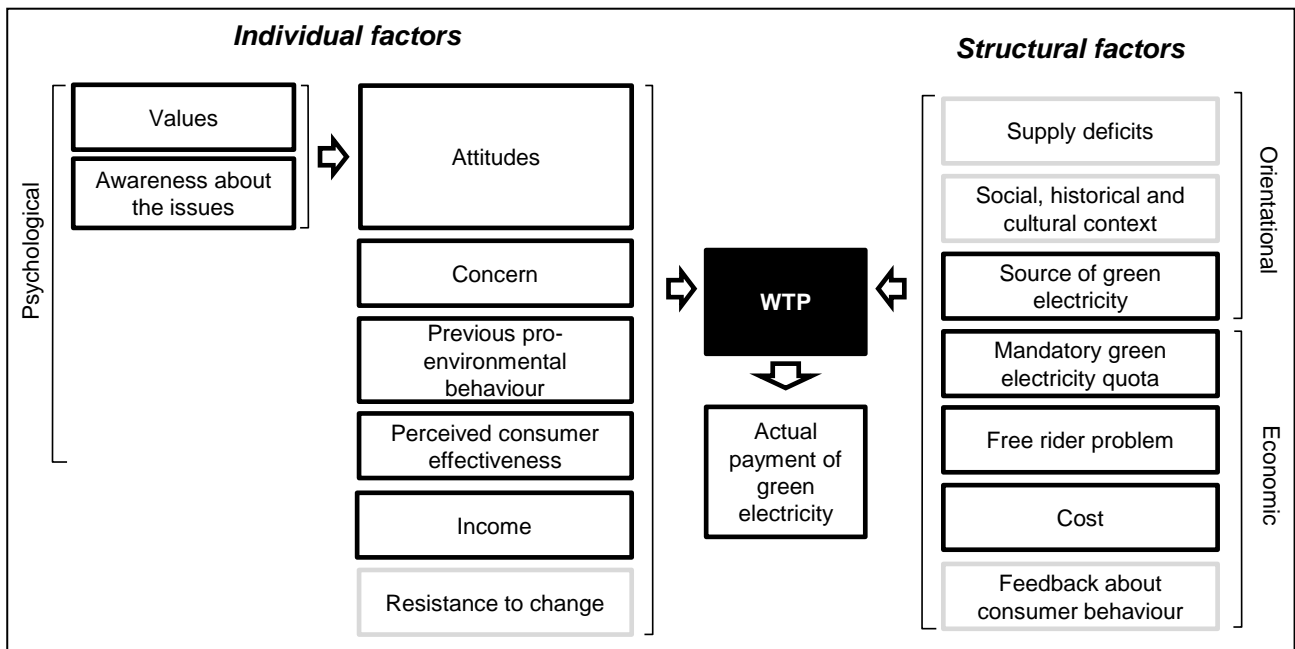 Individual factors
Structural factors
Psychological
Values
Awareness about
the issues
Attitudes
Concern
Previous pro-
environmental
behaviour
Perceived consumer
effectiveness
Income
Resistance to change
WTP
Actual
payment of
green
electricity
Supply deficits
Social, historical and
cultural context
Source of green
electricity
Mandatory green
electricity quota
Free rider problem
Cost
Feedback about
consumer behaviour
Orientational
Economic